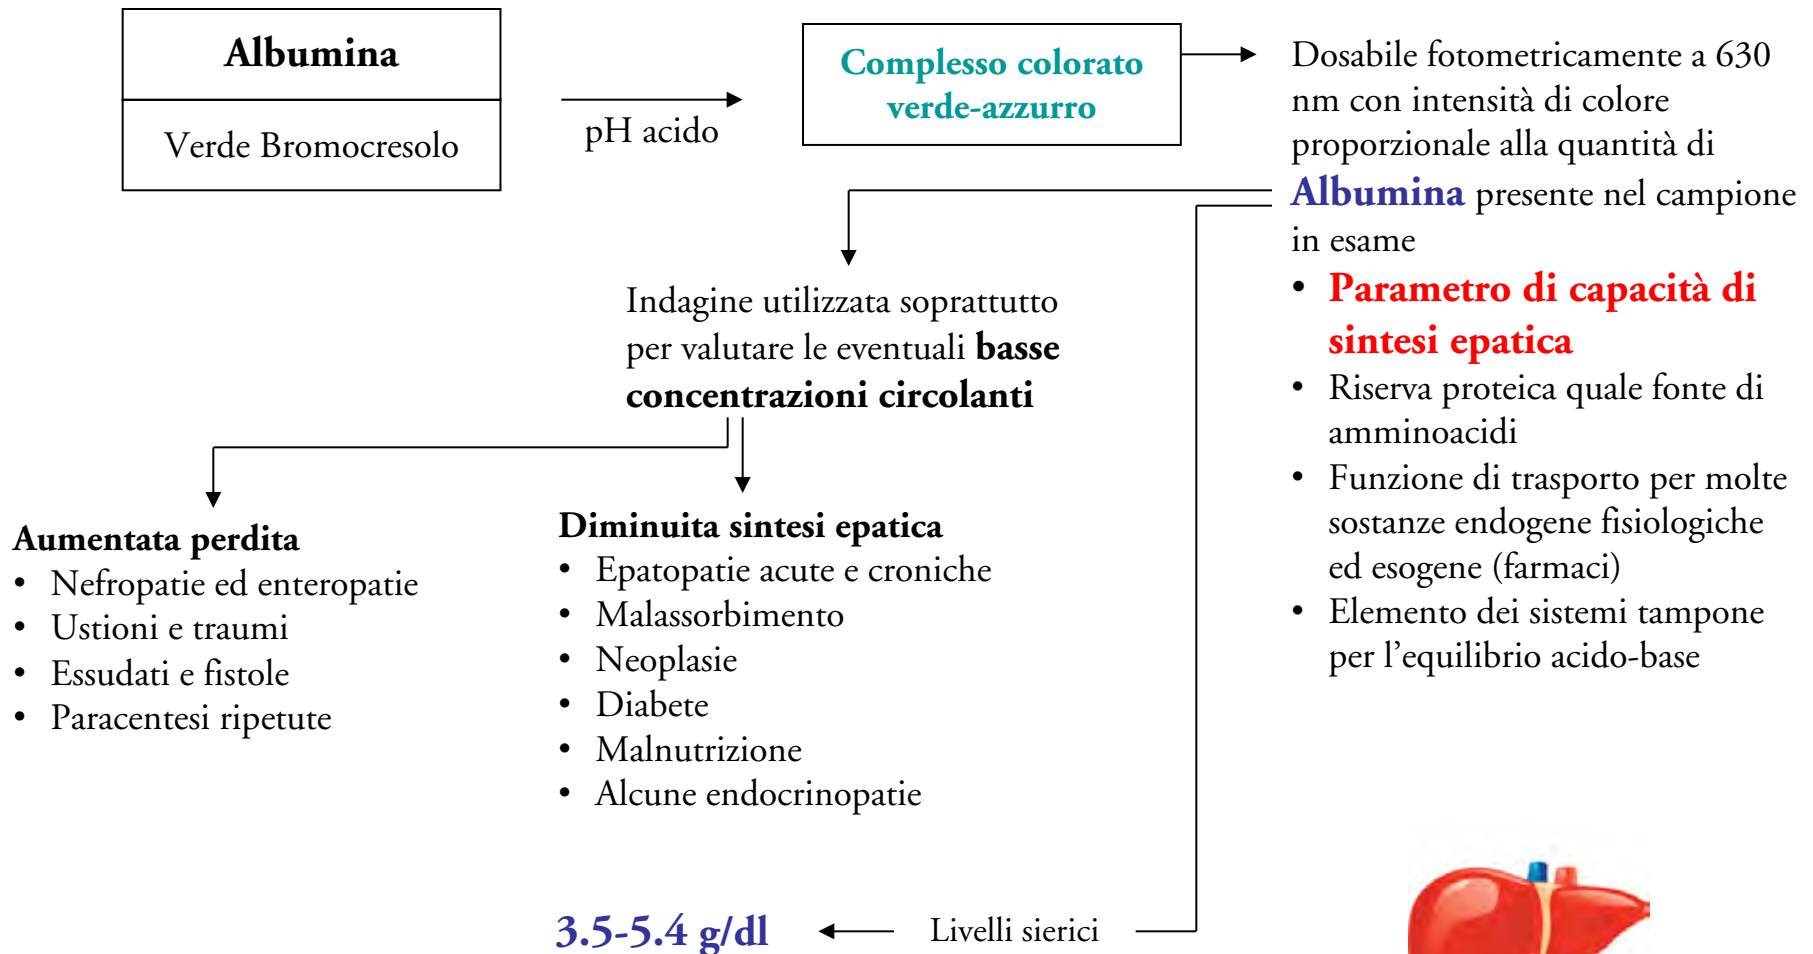 Albumina
Verde Bromocresolo
pH acido
Complesso colorato
verde-azzurro
Dosabile fotometricamente a 630
nm con intensità di colore
proporzionale alla quantità di
Albumina presente nel campione
in esame
• Parametro di capacità di
sintesi epatica
• Riserva proteica quale fonte di
amminoacidi
• Funzione di trasporto per molte
sostanze endogene fisiologiche
ed esogene (farmaci)
• Elemento dei sistemi tampone
per l'equilibrio acido-base
Indagine utilizzata soprattutto
per valutare le eventuali basse
concentrazioni circolanti
Aumentata perdita
• Nefropatie ed enteropatie
• Ustioni e traumi
• Essudati e fistole
• Paracentesi ripetute
Diminuita sintesi epatica
• Epatopatie acute e croniche
• Malassorbimento
• Neoplasie
• Diabete
• Malnutrizione
• Alcune endocrinopatie
3.5-5.4 g/dl
Livelli sierici